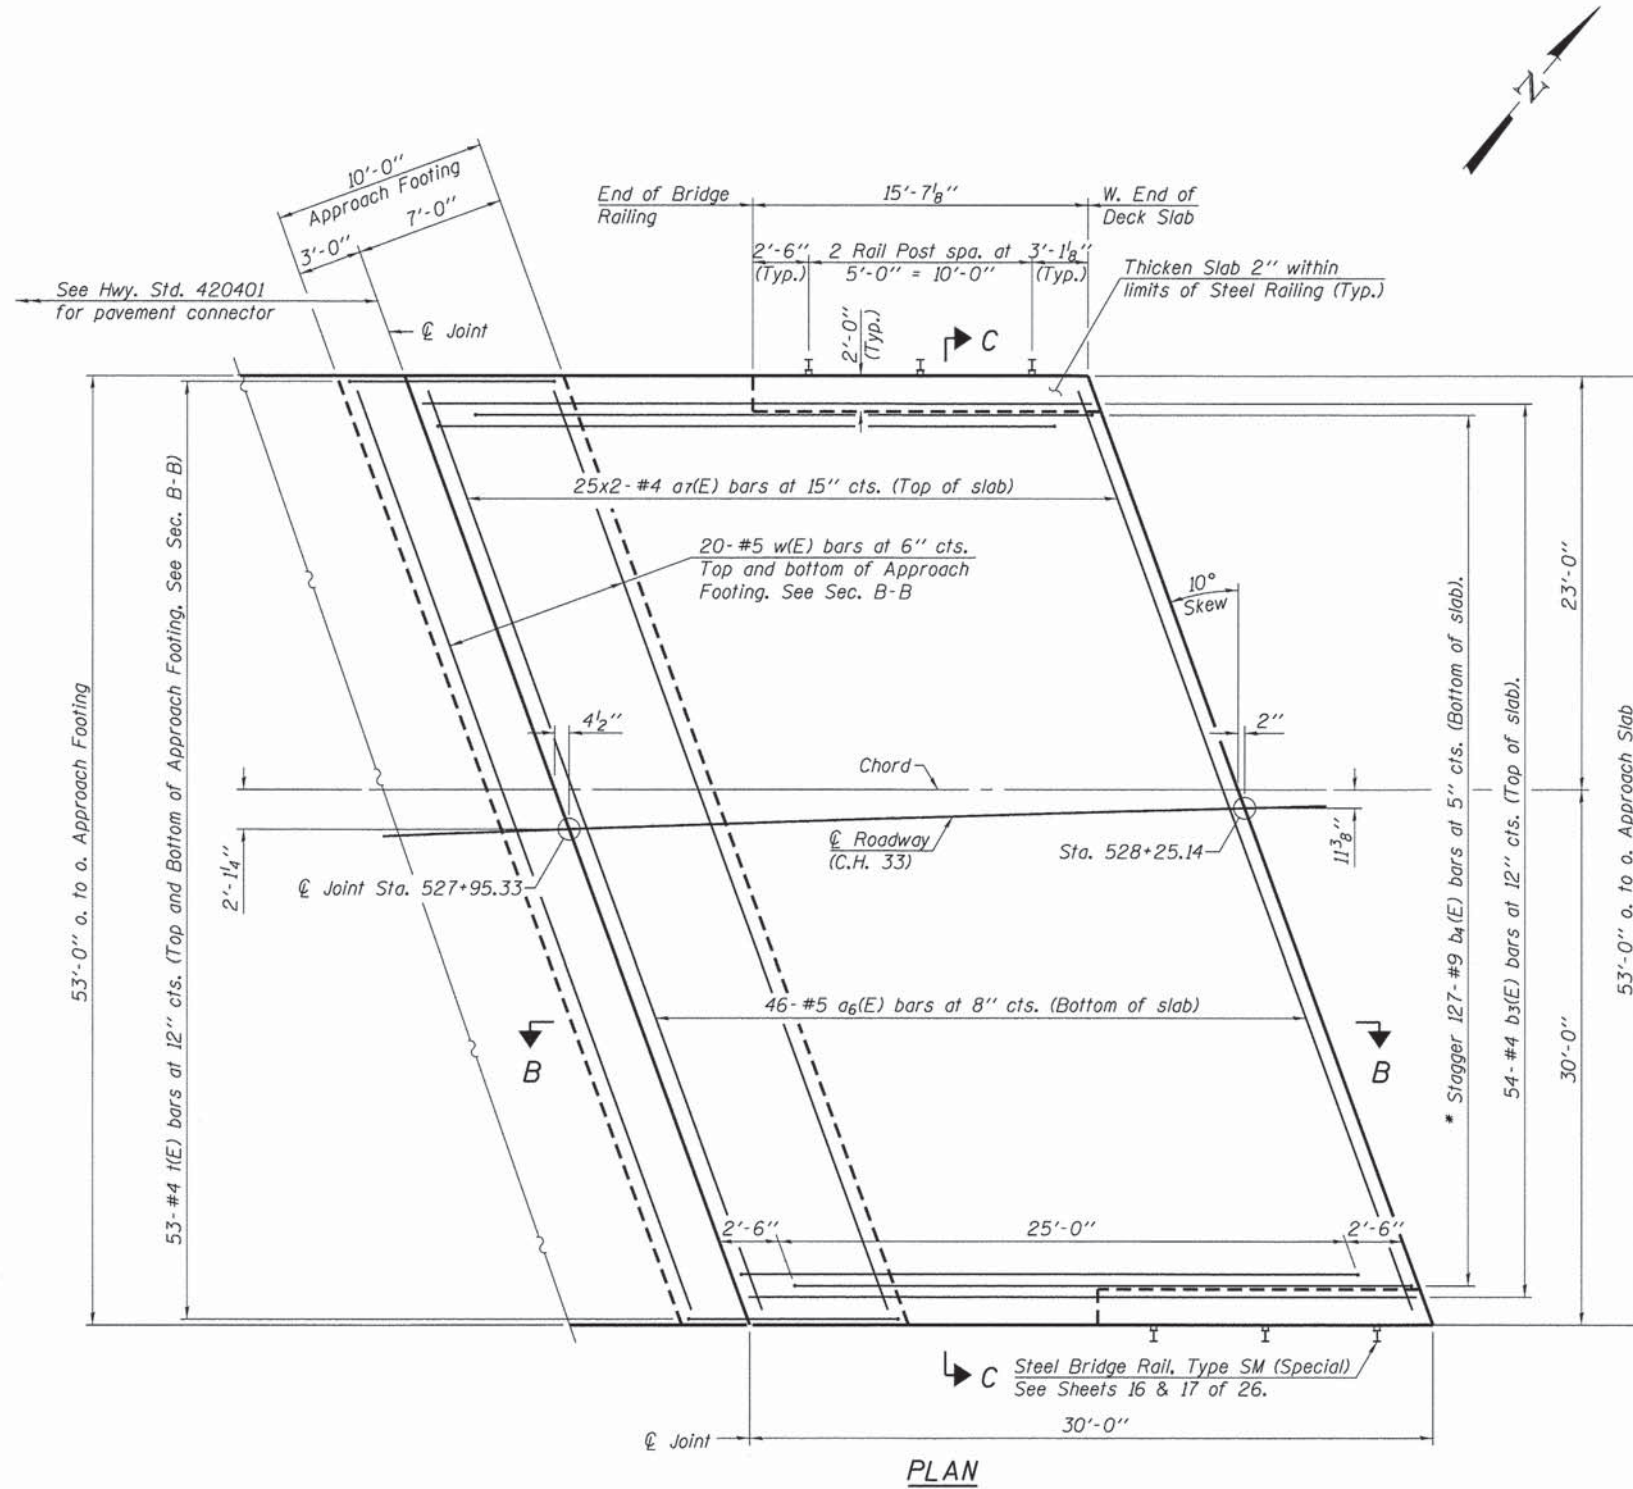 N
10'-0"
Approach Footing
3'-0"
7'-0"
End of Bridge
Railing
15'-7⅛"
W. End of
Deck Slab
2'-6"
(Typ.)
2 Rail Post spa. at
5'-0" = 10'-0"
3'-1⅛"
(Typ.)
Thicken Slab 2" within
limits of Steel Railing (Typ.)
See Hwy. Std. 420401
for pavement connector
℄ Joint
2'-0"
(Typ.)
C
25x2-#4 a7(E) bars at 15" cts. (Top of slab)
20-#5 w(E) bars at 6" cts.
Top and bottom of Approach
Footing. See Sec. B-B
10°
Skew
53'-0" o. to o. Approach Footing
53-#4 t(E) bars at 12" cts. (Top and Bottom of Approach Footing. See Sec. B-B)
4½"
2"
Chord
℄ Roadway
(C.H. 33)
Sta. 528+25.14
℄ Joint Sta. 527+95.33
2'-1¼"
11⅜"
* Stagger 127-#9 b4(E) bars at 5" cts. (Bottom of slab).
54-#4 b3(E) bars at 12" cts. (Top of slab).
23'-0"
30'-0"
53'-0" o. to o. Approach Slab
46-#5 a6(E) bars at 8" cts. (Bottom of slab)
B
B
2'-6"
25'-0"
2'-6"
C
Steel Bridge Rail, Type SM (Special)
See Sheets 16 & 17 of 26.
℄ Joint
30'-0"
PLAN